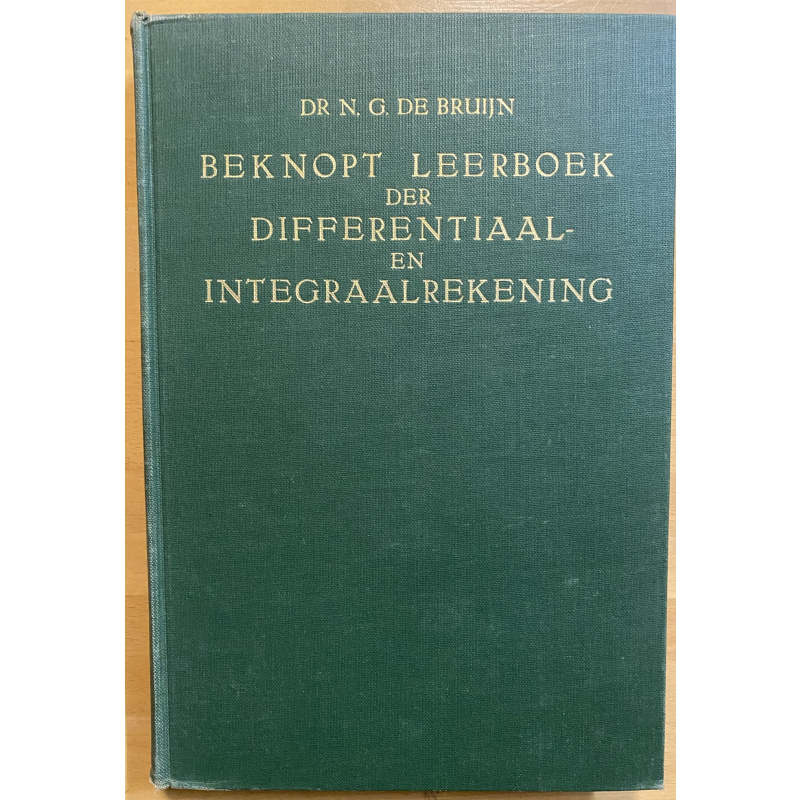 DR N. G. DE BRUIJN
BEKNOPT LEERBOEK
DER
DIFFERENTIAAL-
EN
INTEGRAALREKENING